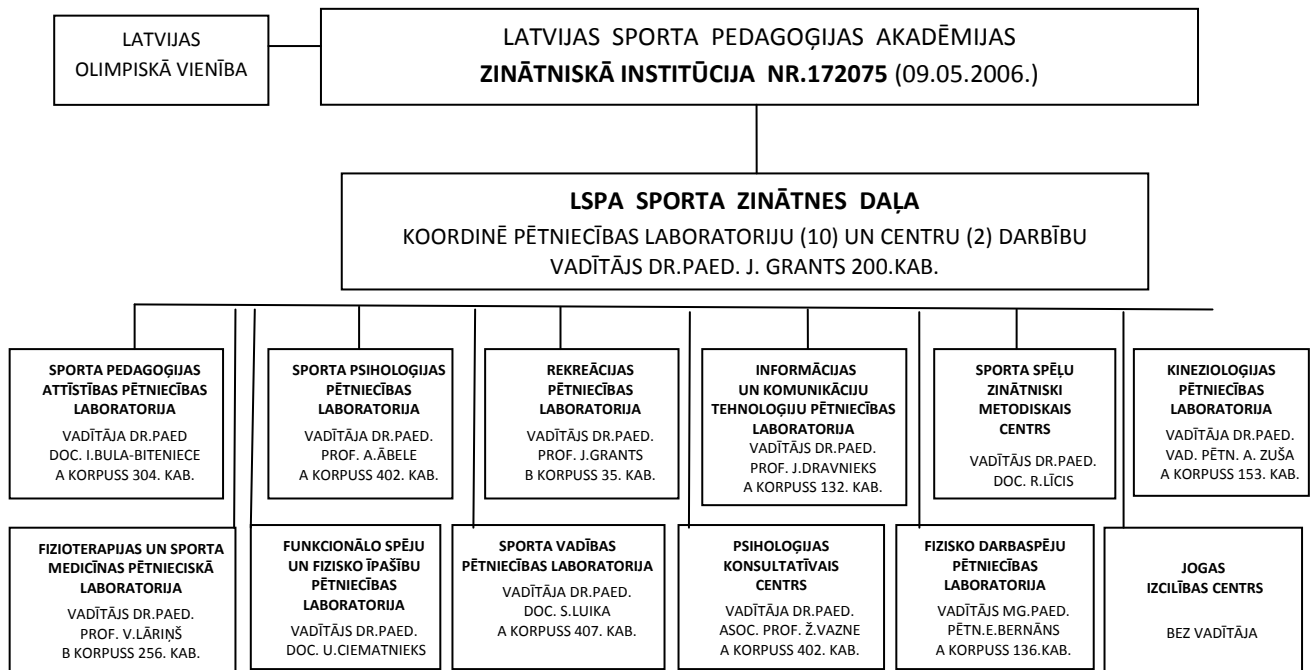 LATVIJAS
OLIMPISKĀ VIENĪBA
LATVIJAS SPORTA PEDAGOĢIJAS AKADĒMIJAS
ZINĀTNISKĀ INSTITŪCIJA NR.172075 (09.05.2006.)
LSPA SPORTA ZINĀTNES DAĻA
KOORDINĒ PĒTNIECĪBAS LABORATORIJU (10) UN CENTRU (2) DARBĪBU
VADĪTĀJS DR.PAED. J. GRANTS 200.KAB.
SPORTA PEDAGOĢIJAS
ATTĪSTĪBAS PĒTNIECĪBAS
LABORATORIJA
VADĪTĀJA DR.PAED
DOC. I.BULA-BITENIECE
A KORPUSS 304. KAB.
SPORTA PSIHOLOĢIJAS
PĒTNIECĪBAS
LABORATORIJA
VADĪTĀJA DR.PAED.
PROF. A.ĀBELE
A KORPUSS 402. KAB.
REKREĀCIJAS
PĒTNIECĪBAS
LABORATORIJA
VADĪTĀJS DR.PAED.
PROF. J.GRANTS
B KORPUSS 35. KAB.
INFORMĀCIJAS
UN KOMUNIKĀCIJU
TEHNOLOĢIJU PĒTNIECĪBAS
LABORATORIJA
VADĪTĀJS DR.PAED.
PROF. J.DRAVNIEKS
A KORPUSS 132. KAB.
SPORTA SPĒĻU
ZINĀTNISKI
METODISKAIS
CENTRS
VADĪTĀJS DR.PAED.
DOC. R.LĪCIS
KINEZIOLOĢIJAS
PĒTNIECĪBAS
LABORATORIJA
VADĪTĀJA DR.PAED.
VAD. PĒTN. A. ZUŠA
A KORPUSS 153. KAB.
FIZIOTERAPIJAS UN SPORTA
MEDICĪNAS PĒTNIECISKĀ
LABORATORIJA
VADĪTĀJS DR.PAED.
PROF. V.LĀRIŅŠ
B KORPUSS 256. KAB.
FUNKCIONĀLO SPĒJU
UN FIZISKO ĪPAŠĪBU
PĒTNIECĪBAS
LABORATORIJA
VADĪTĀJS DR.PAED.
DOC. U.CIEMATNIEKS
SPORTA VADĪBAS
PĒTNIECĪBAS LABORATORIJA
VADĪTĀJA DR.PAED.
DOC. S.LUIKA
A KORPUSS 407. KAB.
PSIHOLOĢIJAS
KONSULTATĪVAIS
CENTRS
VADĪTĀJA DR.PAED.
ASOC. PROF. Ž.VAZNE
A KORPUSS 402. KAB.
FIZISKO DARBASPĒJU
PĒTNIECĪBAS
LABORATORIJA
VADĪTĀJS MG.PAED.
PĒTN.E.BERNĀNS
A KORPUSS 136.KAB.
JOGAS
IZCILĪBAS CENTRS
BEZ VADĪTĀJA